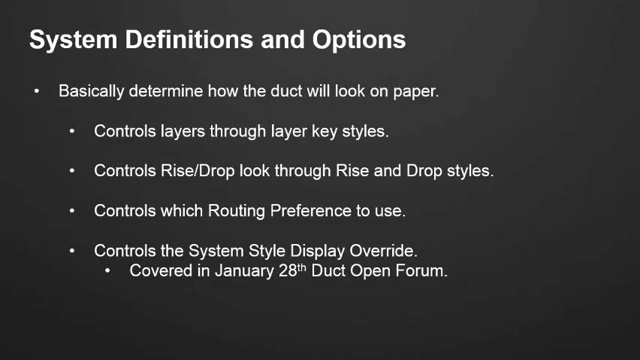 System Definitions and Options
• Basically determine how the duct will look on paper.
• Controls layers through layer key styles.
• Controls Rise/Drop look through Rise and Drop styles.
• Controls which Routing Preference to use.
• Controls the System Style Display Override.
• Covered in January 28th Duct Open Forum.